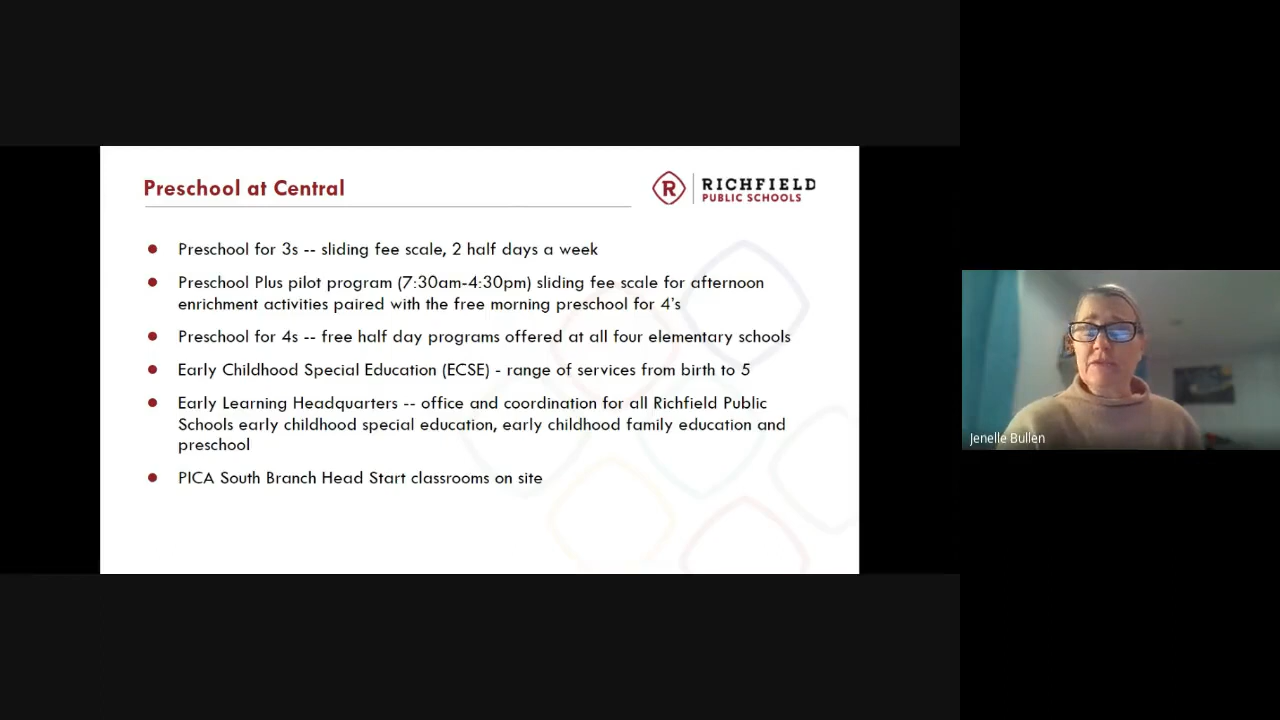 Preschool at Central
R
RICHFIELD
PUBLIC SCHOOLS
● Preschool for 3s -- sliding fee scale, 2 half days a week
● Preschool Plus pilot program (7:30am-4:30pm) sliding fee scale for afternoon
enrichment activities paired with the free morning preschool for 4's
● Preschool for 4s -- free half day programs offered at all four elementary schools
● Early Childhood Special Education (ECSE) - range of services from birth to 5
● Early Learning Headquarters -- office and coordination for all Richfield Public
Schools early childhood special education, early childhood family education and
preschool
● PICA South Branch Head Start classrooms on site
Jenelle Bullen